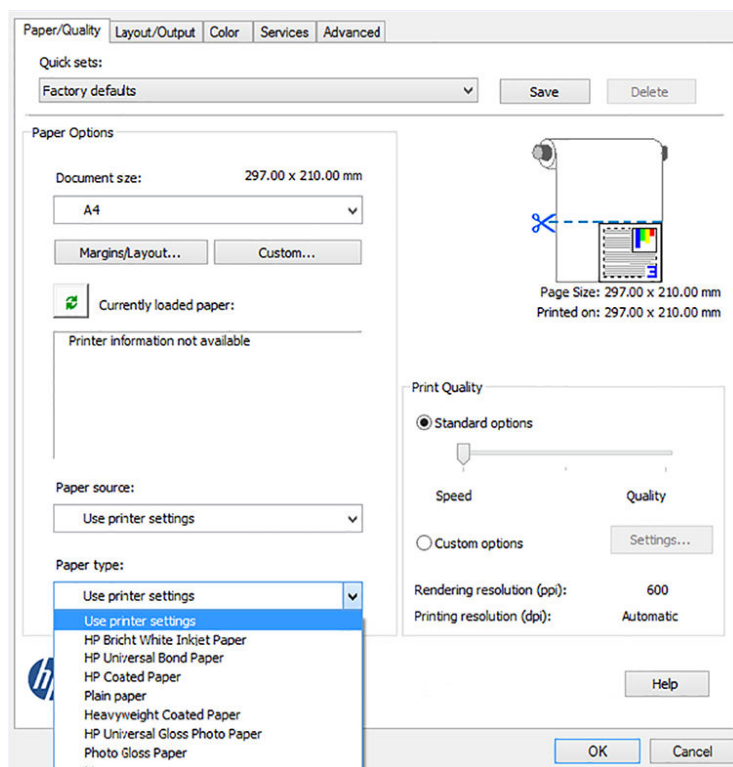 Paper/Quality Layout/Output Color Services Advanced
Quick sets:
Factory defaults
Save Delete
Paper Options
Document size: 297.00 x 210.00 mm
A4
Margins/Layout... Custom...
Currently loaded paper:
Printer information not available
Paper source:
Use printer settings
Paper type:
Use printer settings
Use printer settings
HP Bricht White Inkjet Paper
HP Universal Bond Paper
HP Coated Paper
Plain paper
Heavyweight Coated Paper
HP Universal Gloss Photo Paper
Photo Gloss Paper
Page Size: 297.00 x 210.00 mm
Printed on: 297.00 x 210.00 mm
Print Quality
Standard options
Speed Quality
Custom options Settings...
Rendering resolution (ppi): 600
Printing resolution (dpi): Automatic
hp
Help
OK Cancel